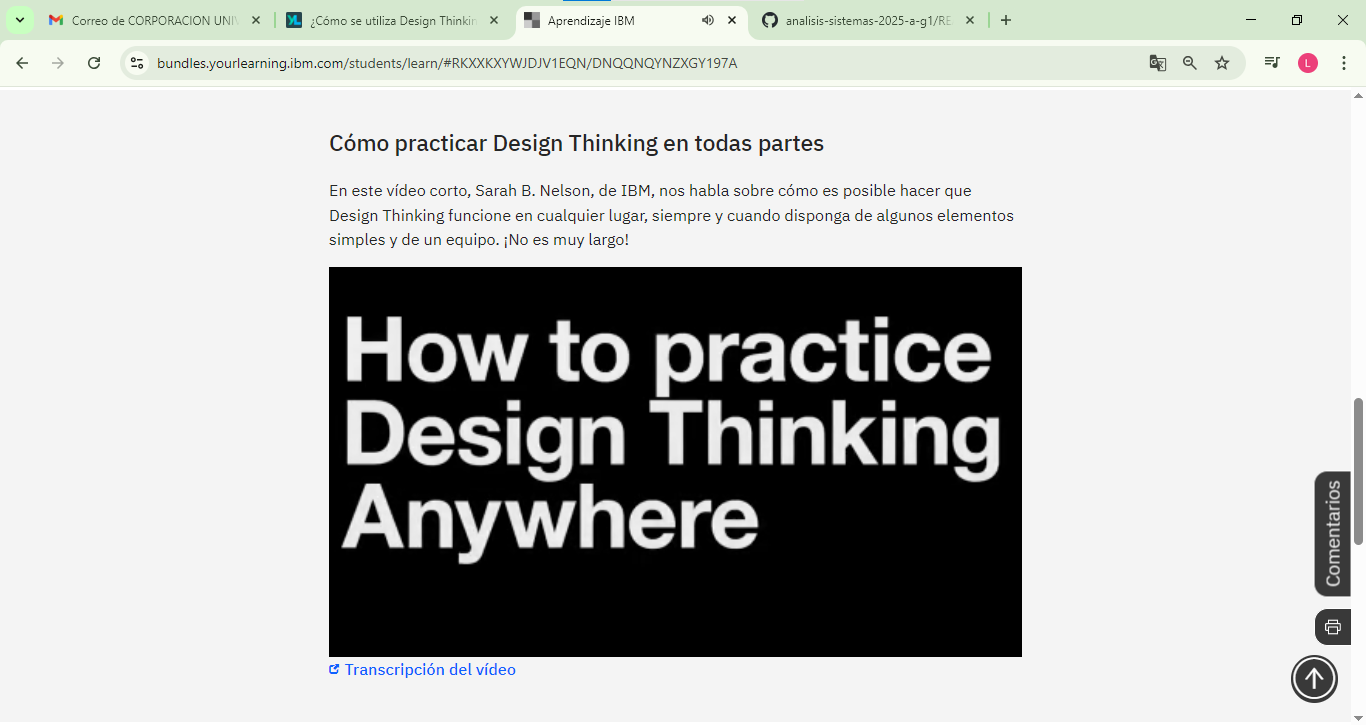 Correo de CORPORACION UNIV
¿Cómo se utiliza Design Thinkin
Aprendizaje IBM
analisis-sistemas-2025-a-g1/RE
bundles.yourlearning.ibm.com/students/learn/#RKXXKXYWJDJV1EQN/DNQQNQYNZXGY197A
L
Cómo practicar Design Thinking en todas partes
En este vídeo corto, Sarah B. Nelson, de IBM, nos habla sobre cómo es posible hacer que
Design Thinking funcione en cualquier lugar, siempre y cuando disponga de algunos elementos
simples y de un equipo. ¡No es muy largo!
How to practice
Design Thinking
Anywhere
Transcripción del vídeo
Comentarios